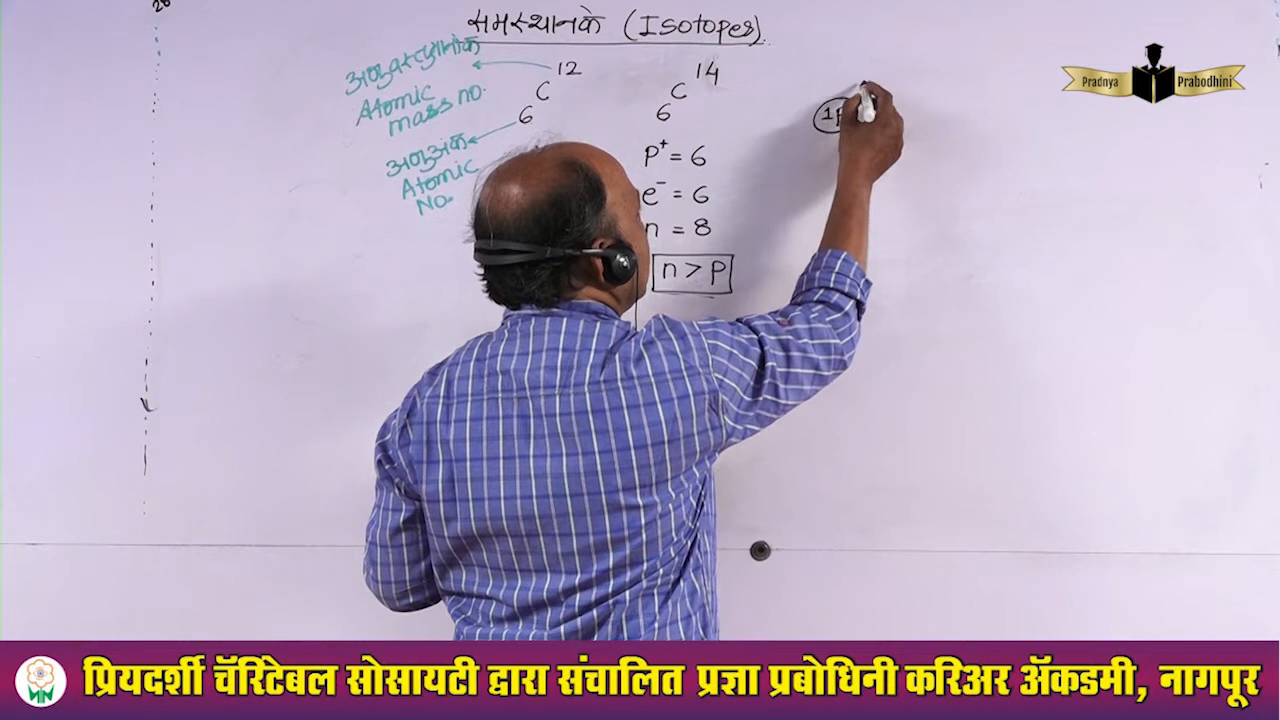 20
समस्थानके (Isotopes).
अणुवस्तुमानांक
Atomic
mass no.
12
C
6
अणुअंक
Atomic
No.
14
C
6
P⁺ = 6
e⁻ = 6
n = 8
n > P
Pradnya Prabodhini
प्रियदर्शी चॅरिटेबल सोसायटी द्वारा संचालित प्रज्ञा प्रबोधिनी करिअर ॲकडमी, नागपूर